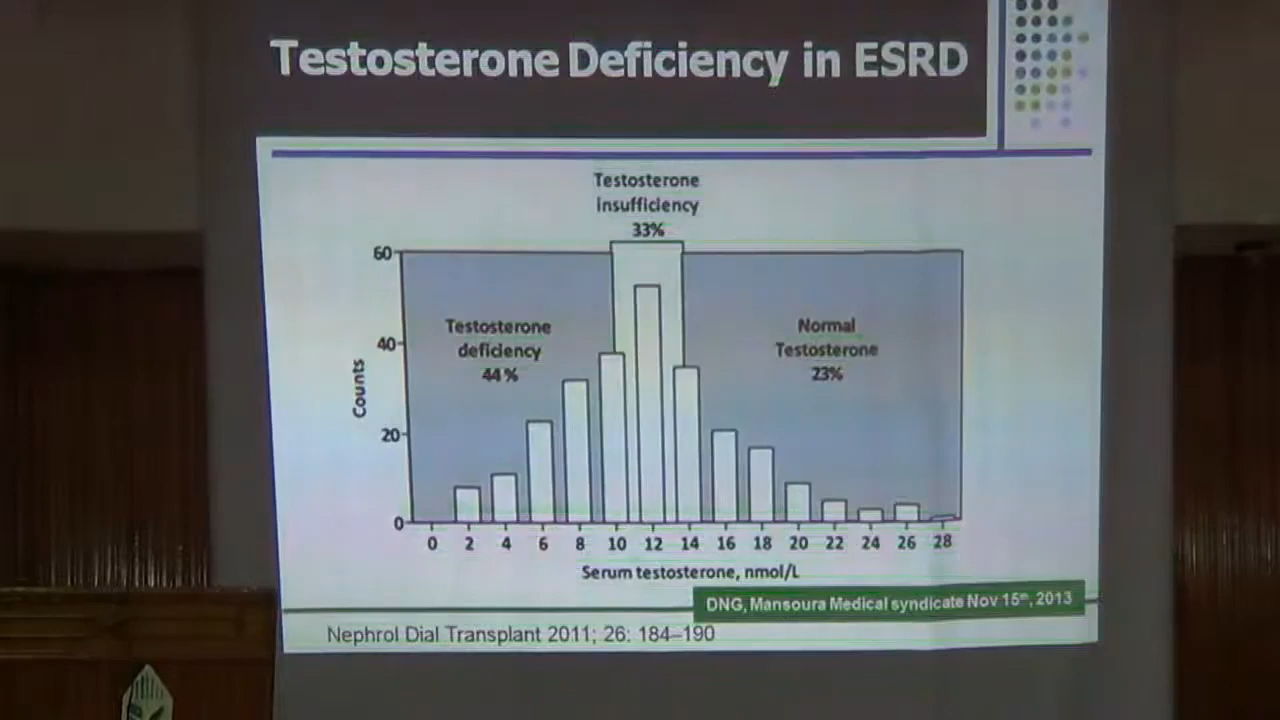 Testosterone Deficiency in ESRD
Testosterone
insufficiency
33%
60
40
20
0
Counts
Testosterone
deficiency
44 %
Normal
Testosterone
23%
0 2 4 6 8 10 12 14 16 18 20 22 24 26 28
Serum testosterone, nmol/L
DNG, Mansoura Medical syndicate Nov 15th, 2013
Nephrol Dial Transplant 2011; 26: 184–190